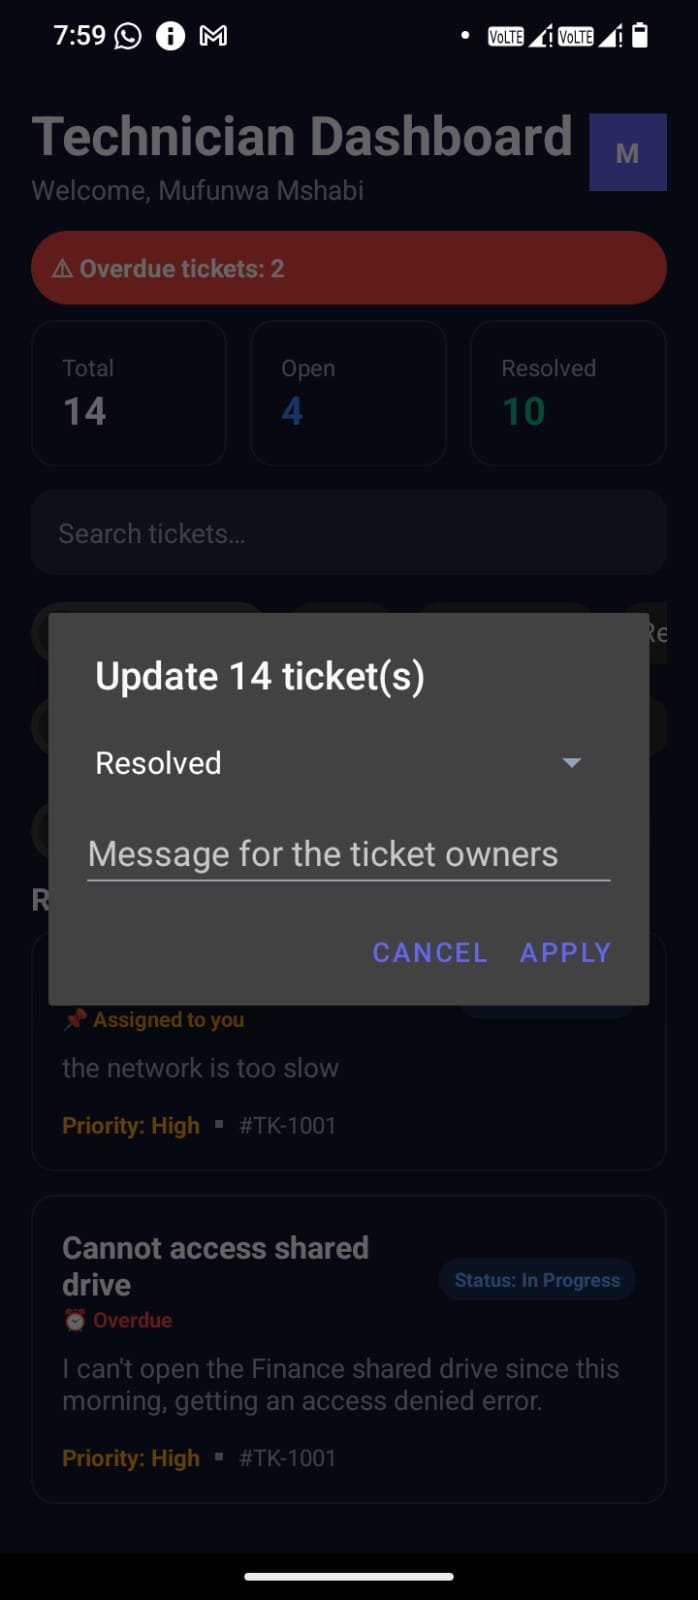 7:59
VoLTE VoLTE
Technician Dashboard
M
Welcome, Mufunwa Mshabi
⚠ Overdue tickets: 2
Total
14
Open
4
Resolved
10
Search tickets...
Re
Update 14 ticket(s)
Resolved
Message for the ticket owners
CANCEL APPLY
R
📌 Assigned to you
the network is too slow
Priority: High ▪ #TK-1001
Cannot access shared
drive
Status: In Progress
⏰ Overdue
I can't open the Finance shared drive since this
morning, getting an access denied error.
Priority: High ▪ #TK-1001